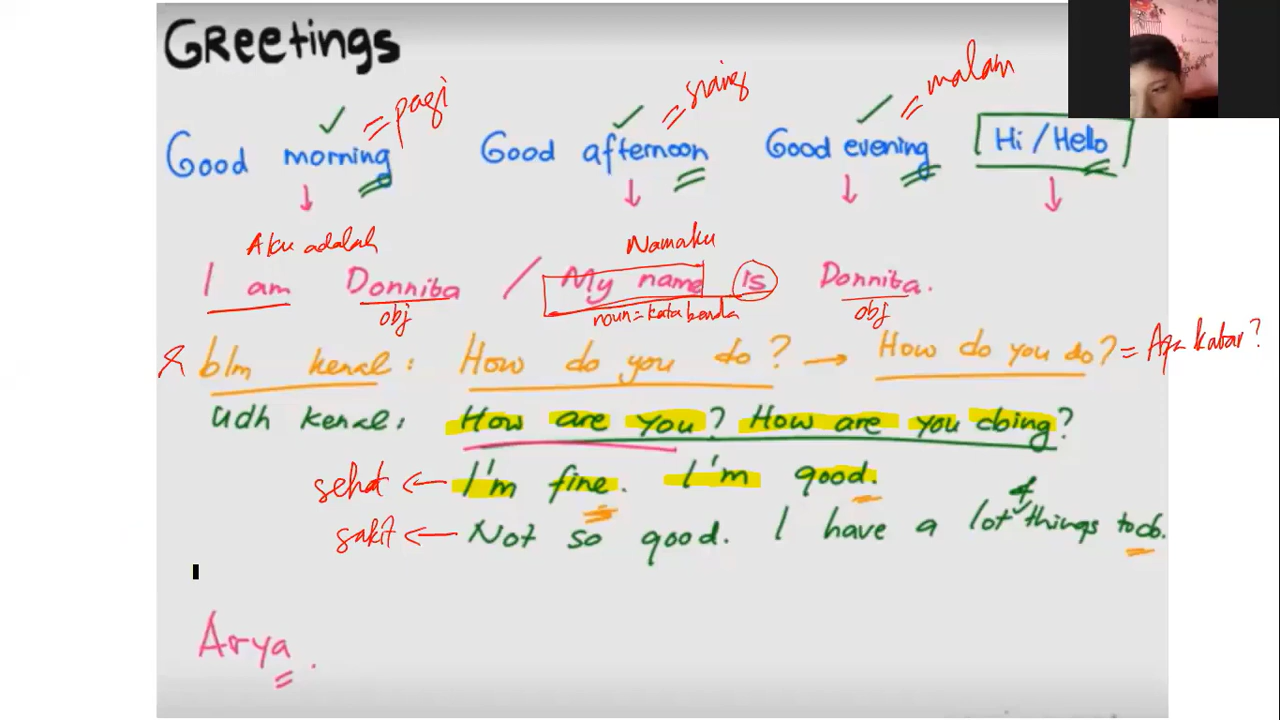 Greetings
= pagi = siang = malam
Good morning Good afternoon Good evening Hi / Hello
Aku adalah Namaku
I am Donnita / My name is Donnita.
obj noun = kata benda obj
blm kenal: How do you do? → How do you do? = Apa kabar?
udh kenal: How are you? How are you doing?
sehat ← I'm fine. I'm good.
sakit ← Not so good. I have a lot of things to do.
Arya.